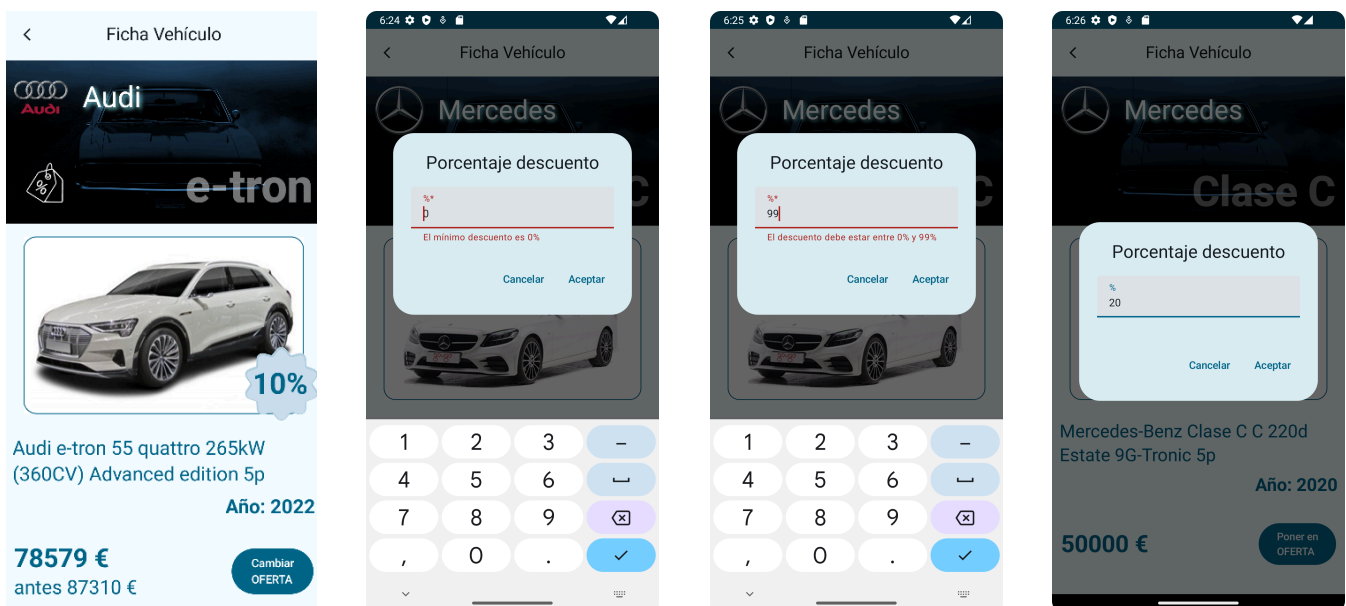 Ficha Vehículo
Audi
Audi
%
e-tron
10%
Audi e-tron 55 quattro 265kW
(360CV) Advanced edition 5p
Año: 2022
78579 €
antes 87310 €
Cambiar
OFERTA
6:24
Ficha Vehículo
Mercedes
C
Porcentaje descuento
%*
0
El mínimo descuento es 0%
Cancelar
Aceptar
1 2 3 –
4 5 6
7 8 9
, 0 .
6:25
Ficha Vehículo
Mercedes
C
Porcentaje descuento
%*
99
El descuento debe estar entre 0% y 99%
Cancelar
Aceptar
1 2 3 –
4 5 6
7 8 9
, 0 .
6:26
Ficha Vehículo
Mercedes
Clase C
Porcentaje descuento
%
20
Cancelar
Aceptar
Mercedes-Benz Clase C C 220d
Estate 9G-Tronic 5p
Año: 2020
50000 €
Poner en
OFERTA